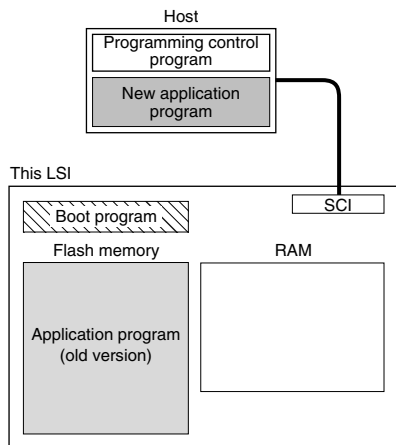 Host
Programming control
program
New application
program
This LSI
SCI
Boot program
Flash memory
RAM
Application program
(old version)